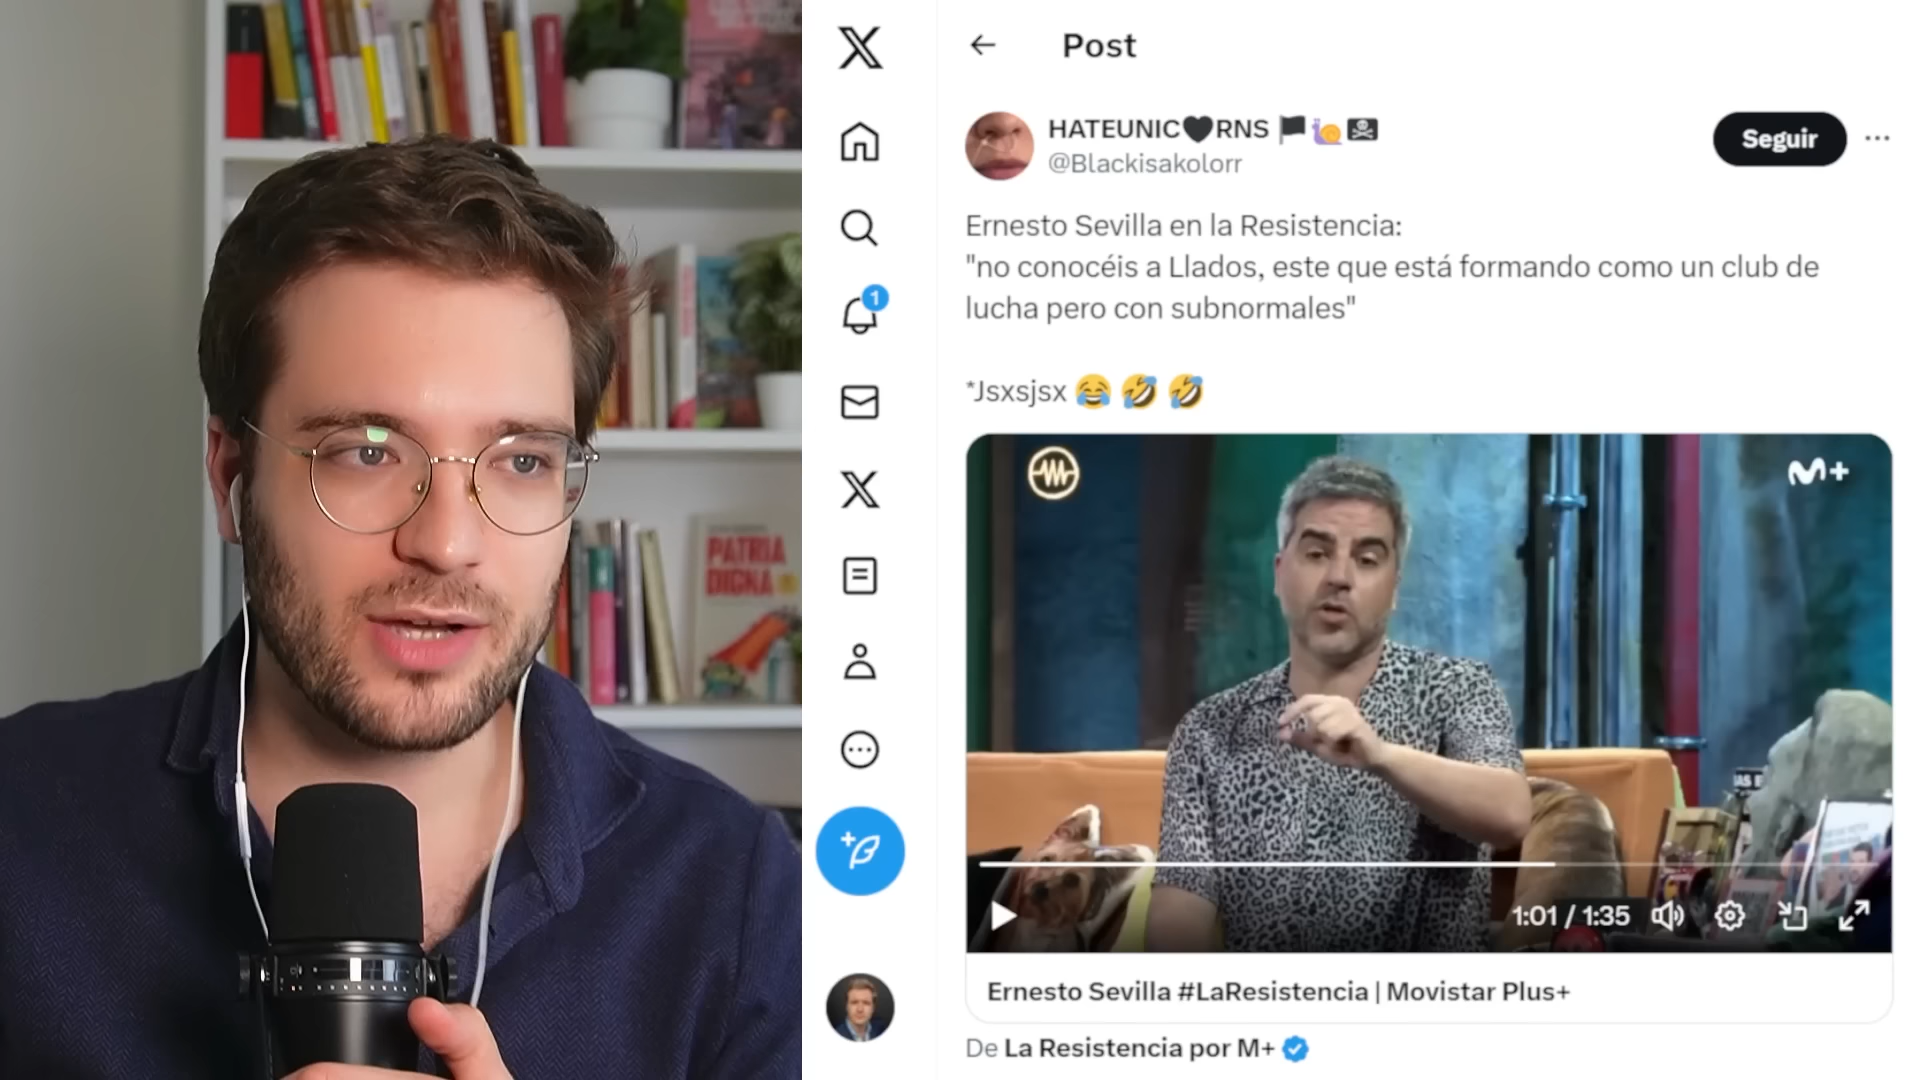 PATRIA
DIGNA
Post
HATEUNIC🖤RNS 🏴🐌🏴‍☠️
@Blackisakolorr
Seguir
1
Ernesto Sevilla en la Resistencia:
"no conocéis a Llados, este que está formando como un club de
lucha pero con subnormales"
*Jsxsjsx 😂 🤣 🤣
M+
1:01 / 1:35
Ernesto Sevilla #LaResistencia | Movistar Plus+
De La Resistencia por M+